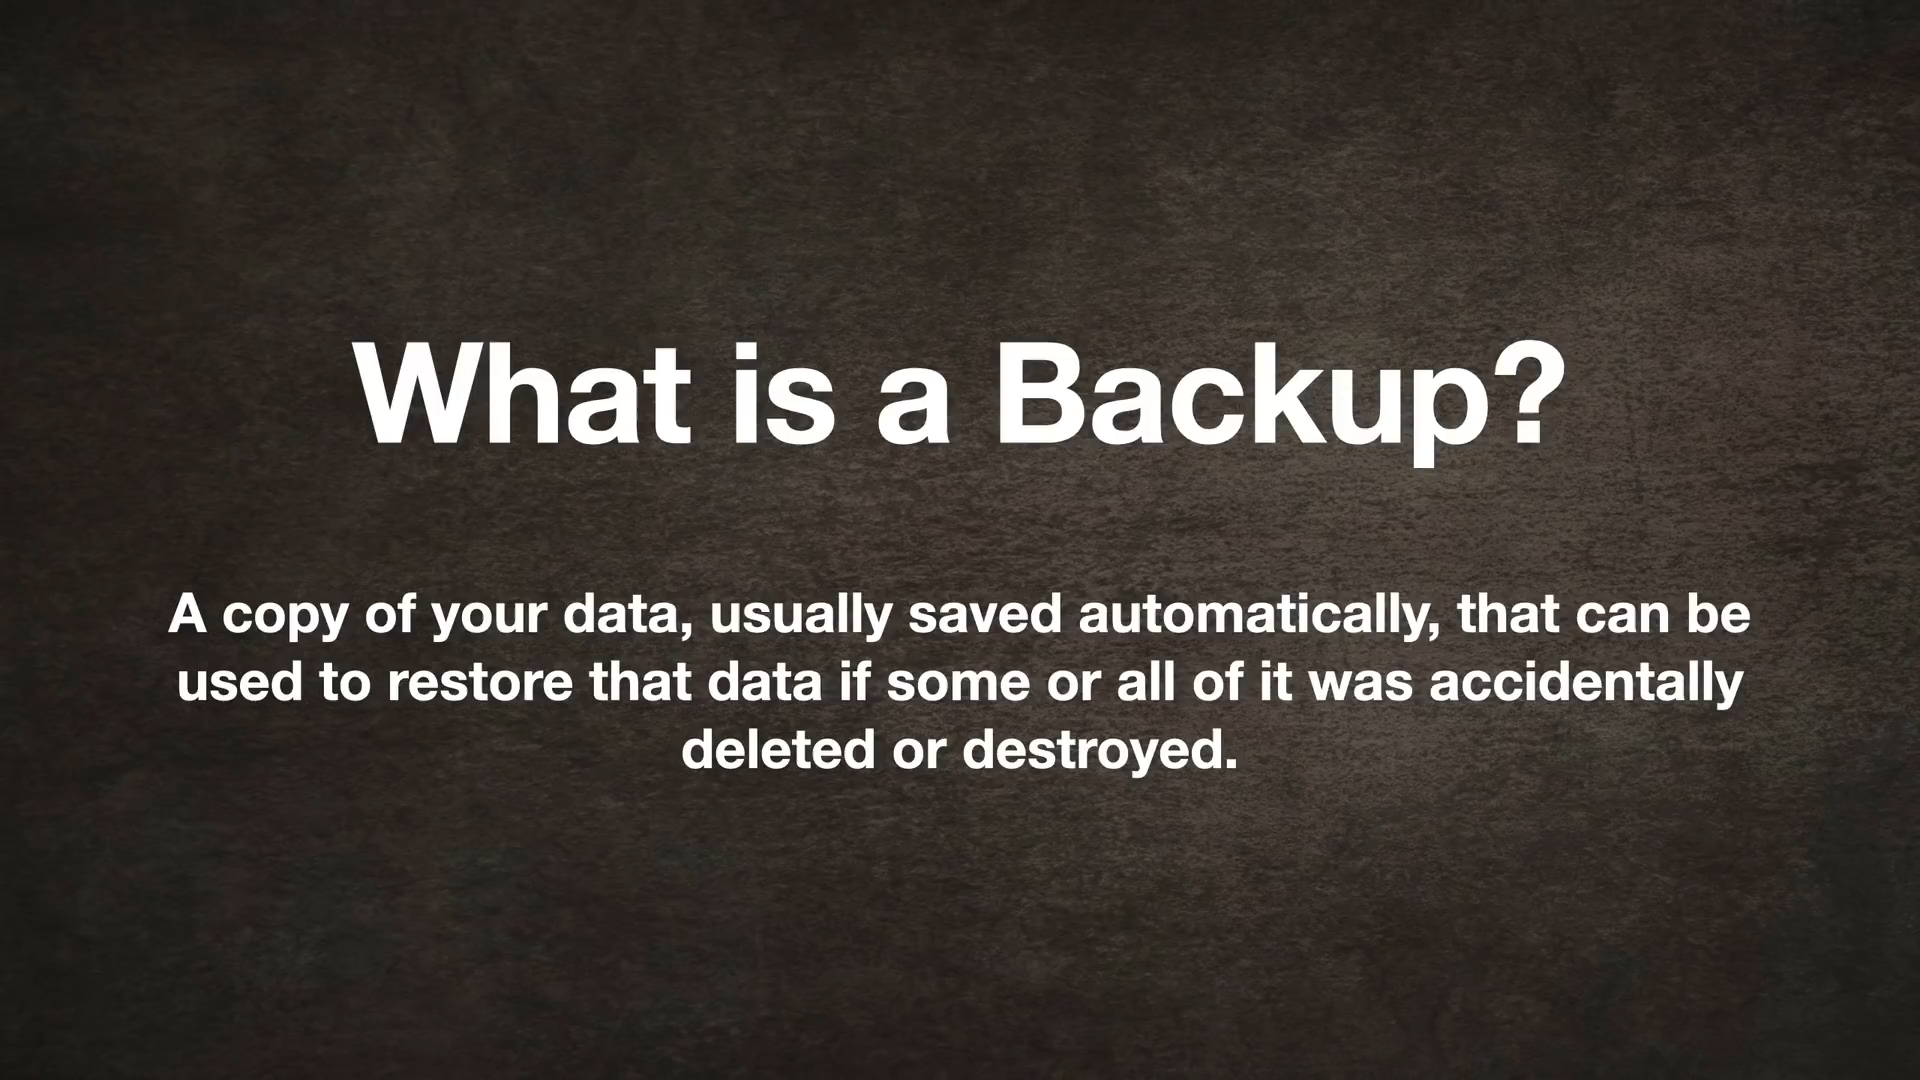 What is a Backup?
A copy of your data, usually saved automatically, that can be
used to restore that data if some or all of it was accidentally
deleted or destroyed.